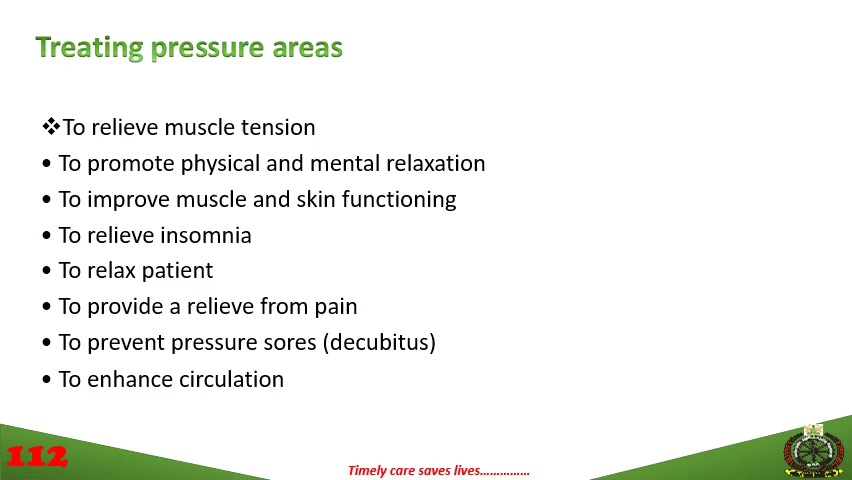 Treating pressure areas
❖To relieve muscle tension
• To promote physical and mental relaxation
• To improve muscle and skin functioning
• To relieve insomnia
• To relax patient
• To provide a relieve from pain
• To prevent pressure sores (decubitus)
• To enhance circulation
112
Timely care saves lives……………